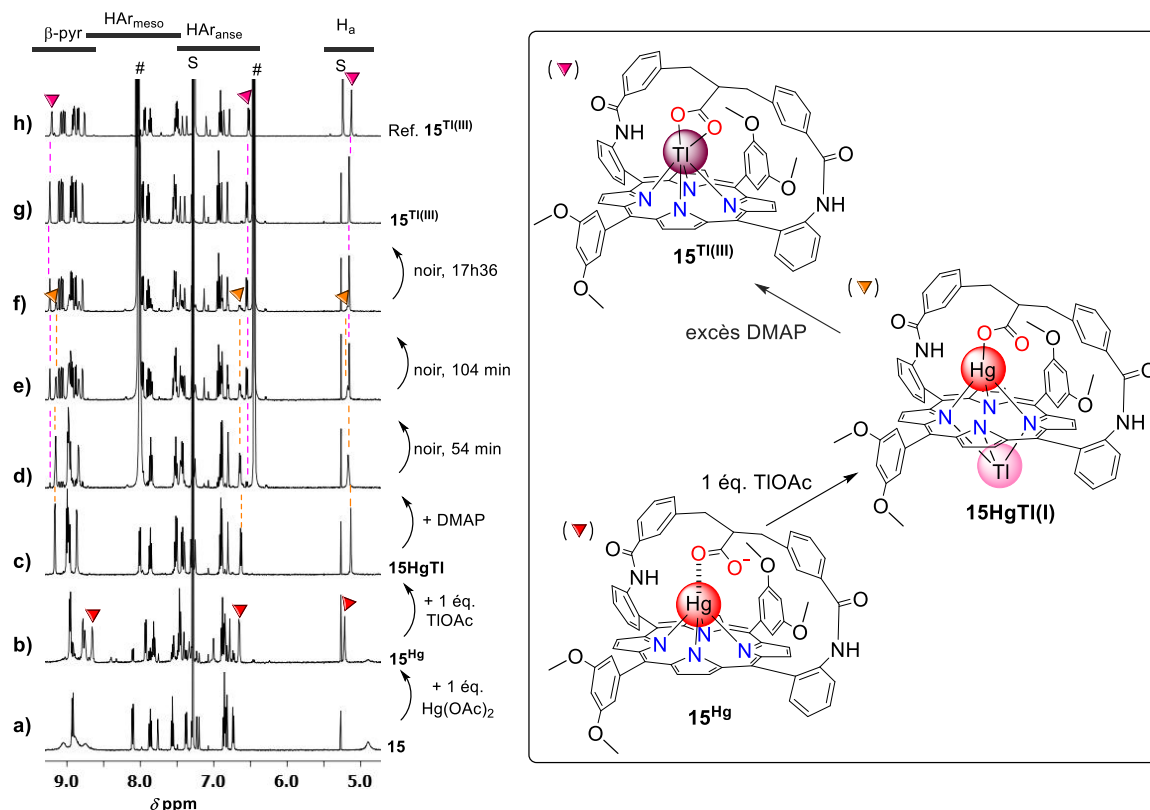 β-pyr
HAr_meso
HAr_anse
H_a
#
S
#
S
h)
Ref. 15^Tl(III)
g)
15^Tl(III)
noir, 17h36
f)
noir, 104 min
e)
noir, 54 min
d)
+ DMAP
c)
15HgTl
+ 1 éq.
TlOAc
b)
15^Hg
+ 1 éq.
Hg(OAc)2
a)
15
9.0 8.0 7.0 6.0 5.0
δ ppm
( )
O
NH
O
O
Tl
N
N
N
N
O
O
O
NH
O
O
15^Tl(III)
excès DMAP
( )
O
NH
O
O
Hg
N
N
N
N
O
O
O
NH
O
O
Tl
15HgTl(I)
1 éq. TlOAc
( )
O
NH
O
O⁻
Hg
N
N
N
N
O
O
O
NH
O
O
15^Hg